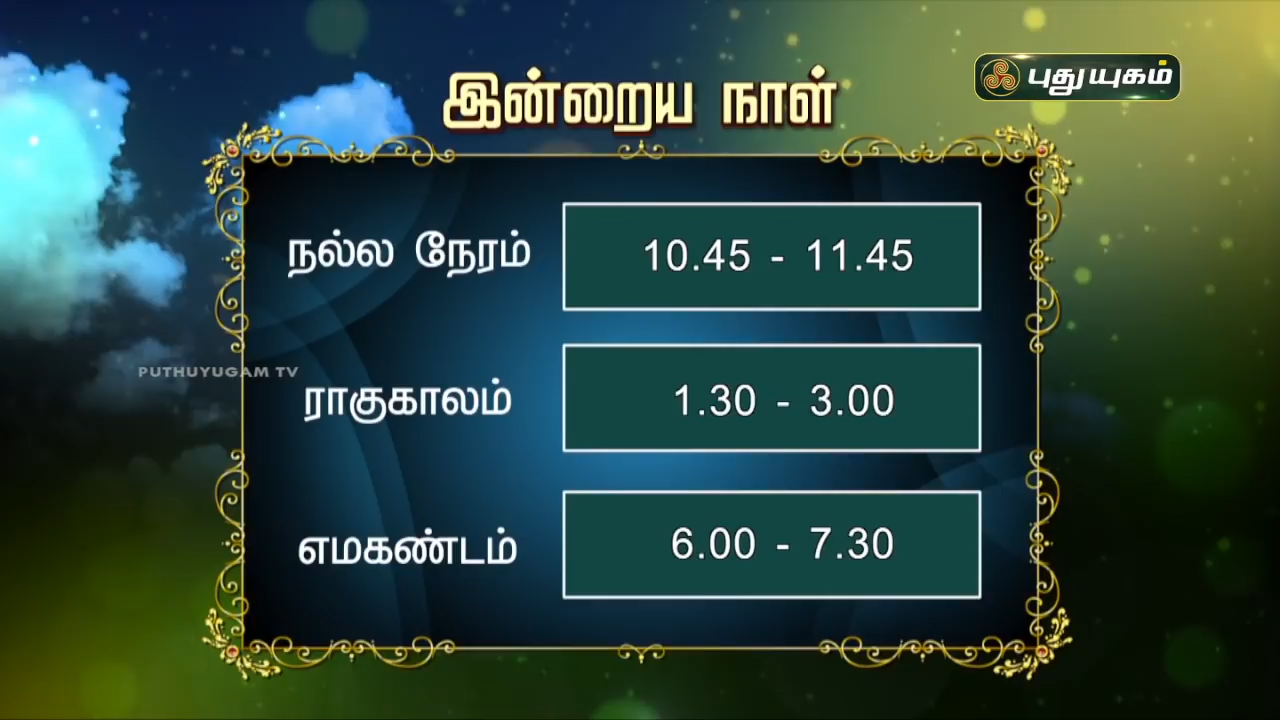 புதுயுகம்
இன்றைய நாள்
நல்ல நேரம் 10.45 - 11.45
PUTHUYUGAM TV
ராகுகாலம் 1.30 - 3.00
எமகண்டம் 6.00 - 7.30